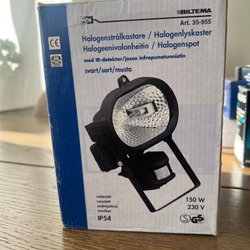 BILTEMA
Art. 35-955
Halogenstrålkastare / Halogenlyskaster
Halogeenivalonheitin / Halogenspot
med IR-detektor/jossa infrapunatunnistin
svart/sort/musta
IP54
150 W
230 V
GS